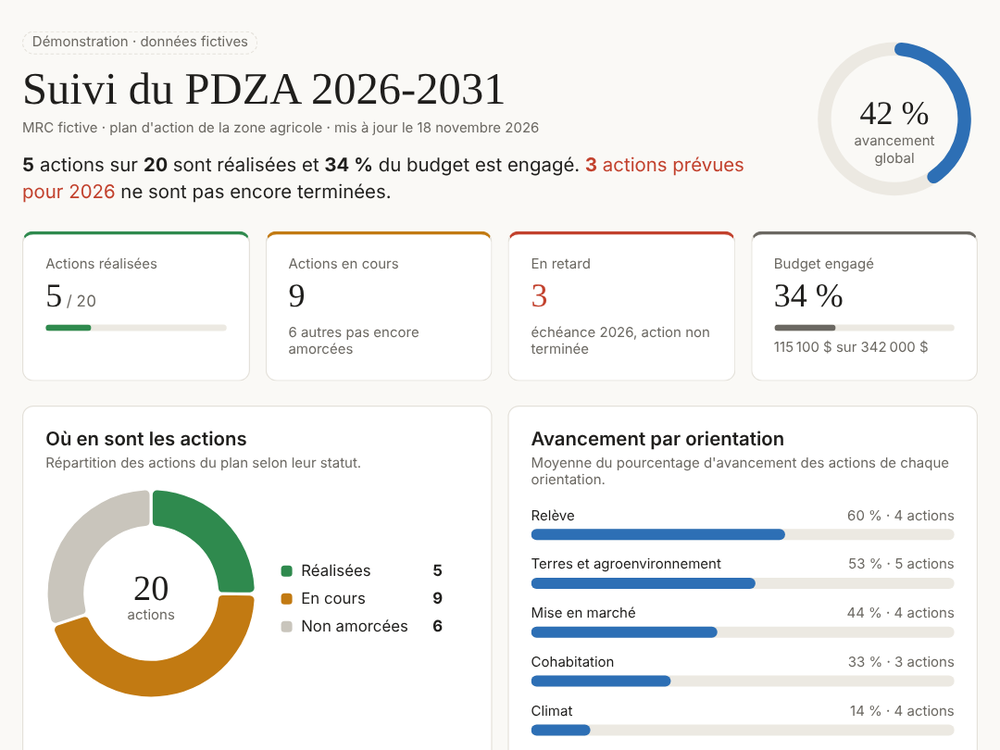 Démonstration · données fictives
Suivi du PDZA 2026-2031
MRC fictive · plan d'action de la zone agricole · mis à jour le 18 novembre 2026
5 actions sur 20 sont réalisées et 34 % du budget est engagé. 3 actions prévues
pour 2026 ne sont pas encore terminées.
42 %
avancement
global
Actions réalisées
5 / 20
Actions en cours
9
6 autres pas encore
amorcées
En retard
3
échéance 2026, action non
terminée
Budget engagé
34 %
115 100 $ sur 342 000 $
Où en sont les actions
Répartition des actions du plan selon leur statut.
20
actions
Réalisées 5
En cours 9
Non amorcées 6
Avancement par orientation
Moyenne du pourcentage d'avancement des actions de chaque
orientation.
Relève 60 % · 4 actions
Terres et agroenvironnement 53 % · 5 actions
Mise en marché 44 % · 4 actions
Cohabitation 33 % · 3 actions
Climat 14 % · 4 actions